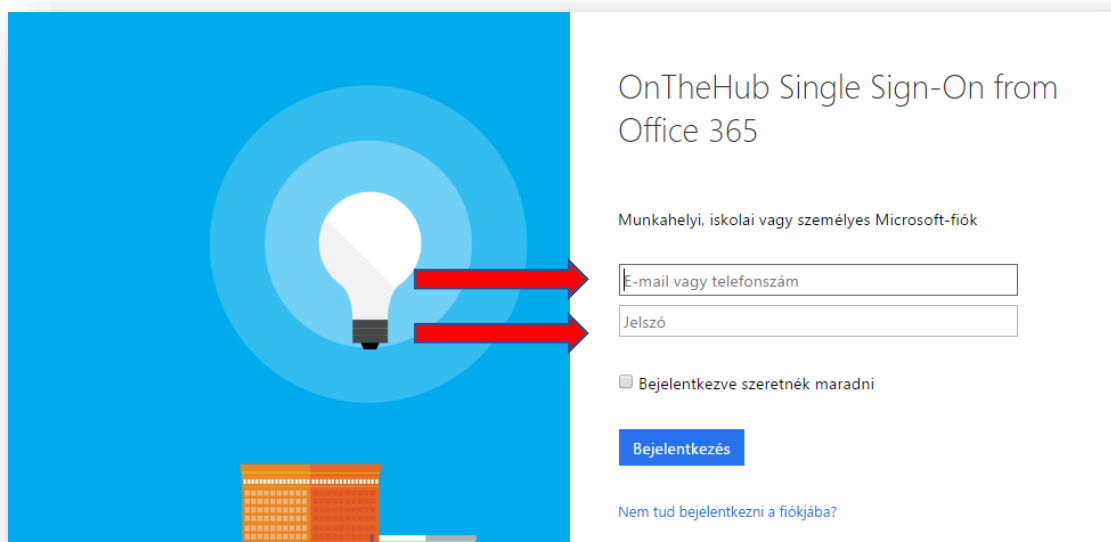 OnTheHub Single Sign-On from
Office 365
Munkahelyi, iskolai vagy személyes Microsoft-fiók
E-mail vagy telefonszám
Jelszó
Bejelentkezve szeretnék maradni
Bejelentkezés
Nem tud bejelentkezni a fiókjába?